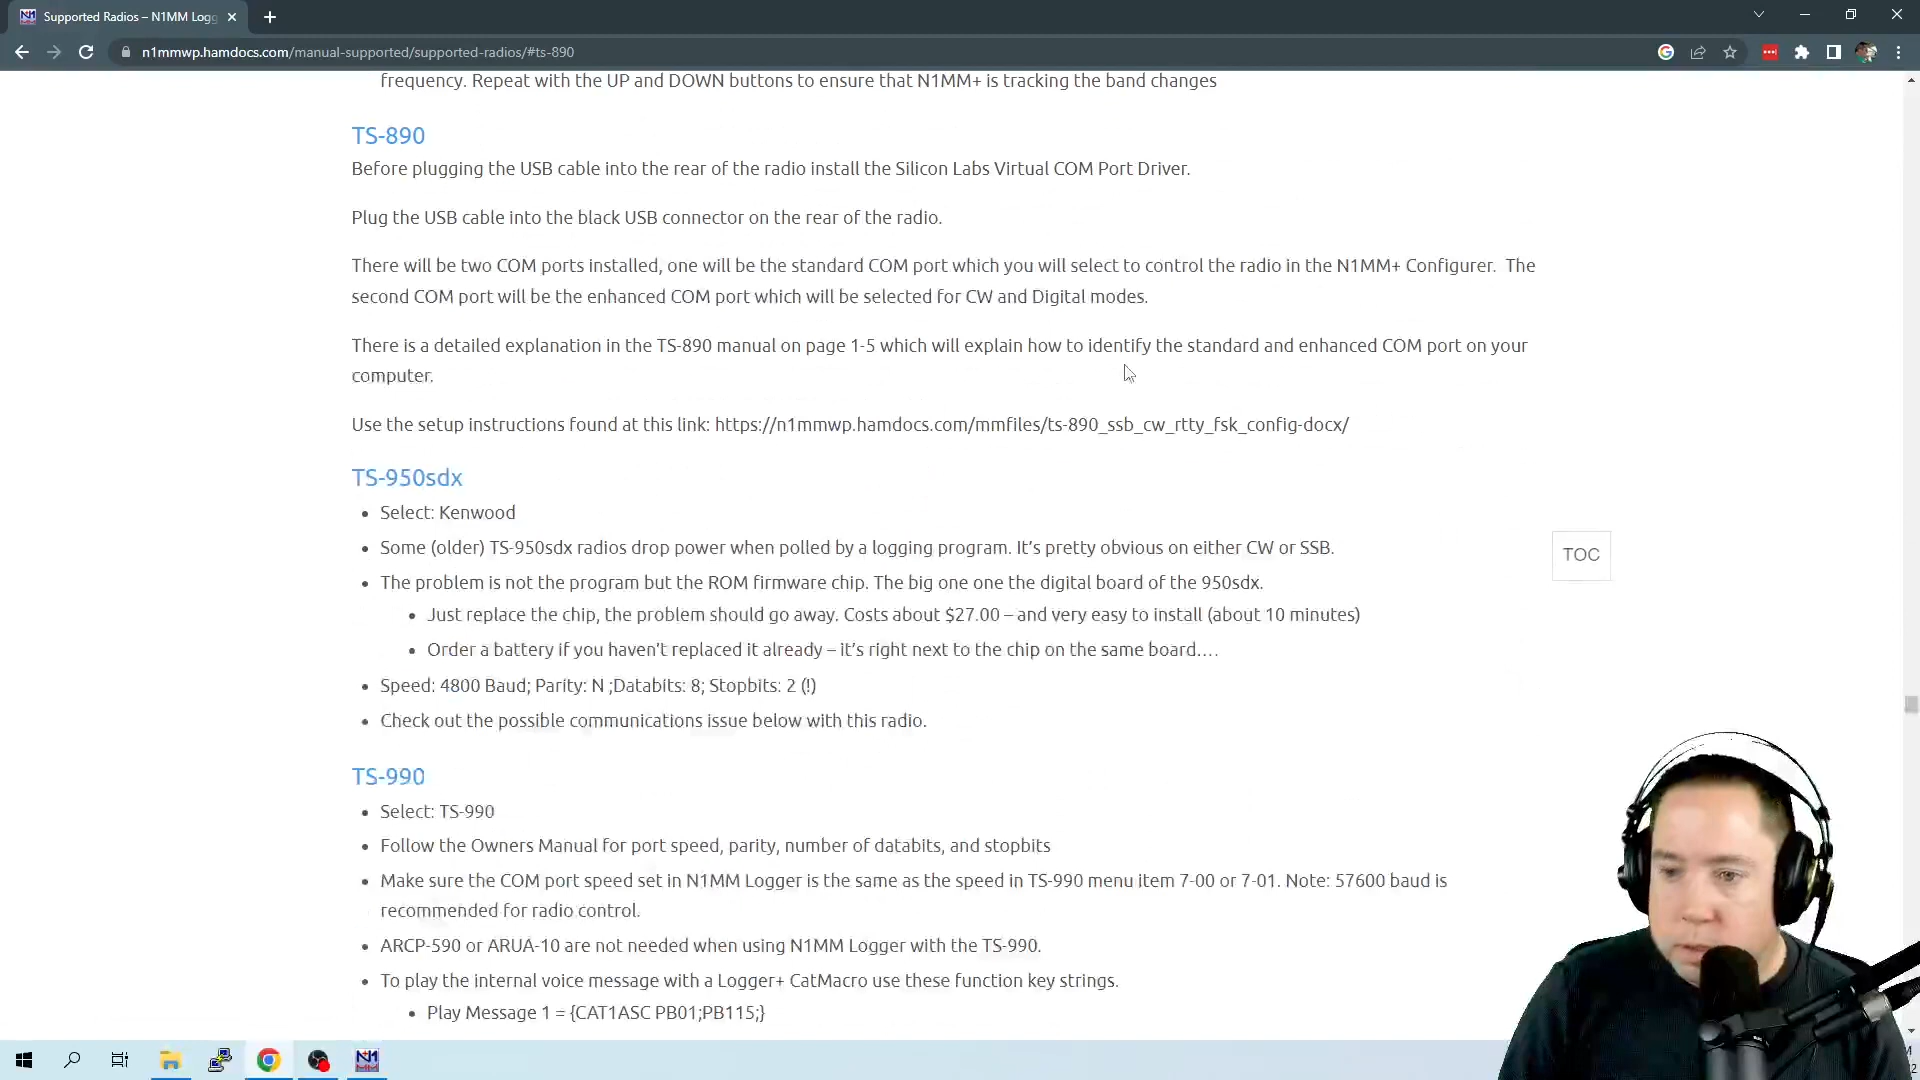 Supported Radios – N1MM Logg
n1mmwp.hamdocs.com/manual-supported/supported-radios/#ts-890
frequency. Repeat with the UP and DOWN buttons to ensure that N1MM+ is tracking the band changes
TS-890
Before plugging the USB cable into the rear of the radio install the Silicon Labs Virtual COM Port Driver.
Plug the USB cable into the black USB connector on the rear of the radio.
There will be two COM ports installed, one will be the standard COM port which you will select to control the radio in the N1MM+ Configurer. The
second COM port will be the enhanced COM port which will be selected for CW and Digital modes.
There is a detailed explanation in the TS-890 manual on page 1-5 which will explain how to identify the standard and enhanced COM port on your
computer.
Use the setup instructions found at this link: https://n1mmwp.hamdocs.com/mmfiles/ts-890_ssb_cw_rtty_fsk_config-docx/
TS-950sdx
• Select: Kenwood
• Some (older) TS-950sdx radios drop power when polled by a logging program. It's pretty obvious on either CW or SSB.
TOC
• The problem is not the program but the ROM firmware chip. The big one one the digital board of the 950sdx.
• Just replace the chip, the problem should go away. Costs about $27.00 – and very easy to install (about 10 minutes)
• Order a battery if you haven't replaced it already – it's right next to the chip on the same board….
• Speed: 4800 Baud; Parity: N ;Databits: 8; Stopbits: 2 (!)
• Check out the possible communications issue below with this radio.
TS-990
• Select: TS-990
• Follow the Owners Manual for port speed, parity, number of databits, and stopbits
• Make sure the COM port speed set in N1MM Logger is the same as the speed in TS-990 menu item 7-00 or 7-01. Note: 57600 baud is
recommended for radio control.
• ARCP-590 or ARUA-10 are not needed when using N1MM Logger with the TS-990.
• To play the internal voice message with a Logger+ CatMacro use these function key strings.
• Play Message 1 = {CAT1ASC PB01;PB115;}